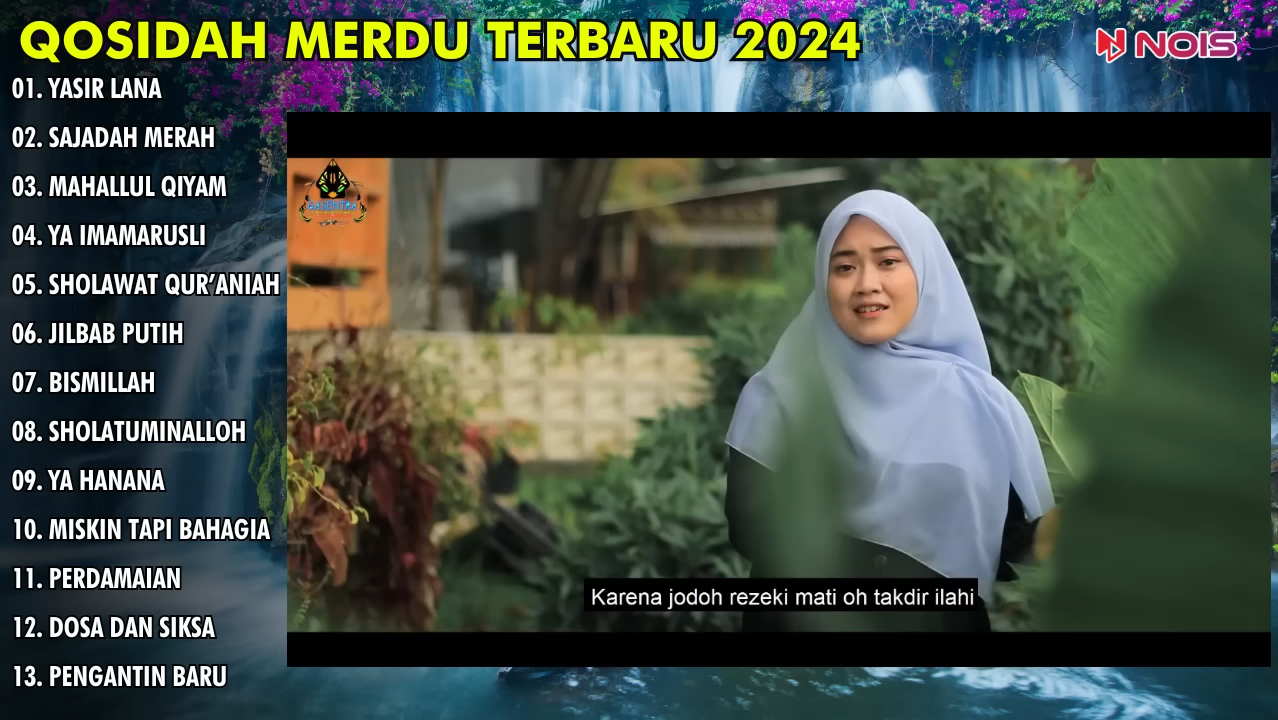 QOSIDAH MERDU TERBARU 2024
NOIS
01. YASIR LANA
02. SAJADAH MERAH
03. MAHALLUL QIYAM
04. YA IMAMARUSLI
05. SHOLAWAT QUR'ANIAH
06. JILBAB PUTIH
07. BISMILLAH
08. SHOLATUMINALLOH
09. YA HANANA
10. MISKIN TAPI BAHAGIA
11. PERDAMAIAN
12. DOSA DAN SIKSA
13. PENGANTIN BARU
Karena jodoh rezeki mati oh takdir ilahi